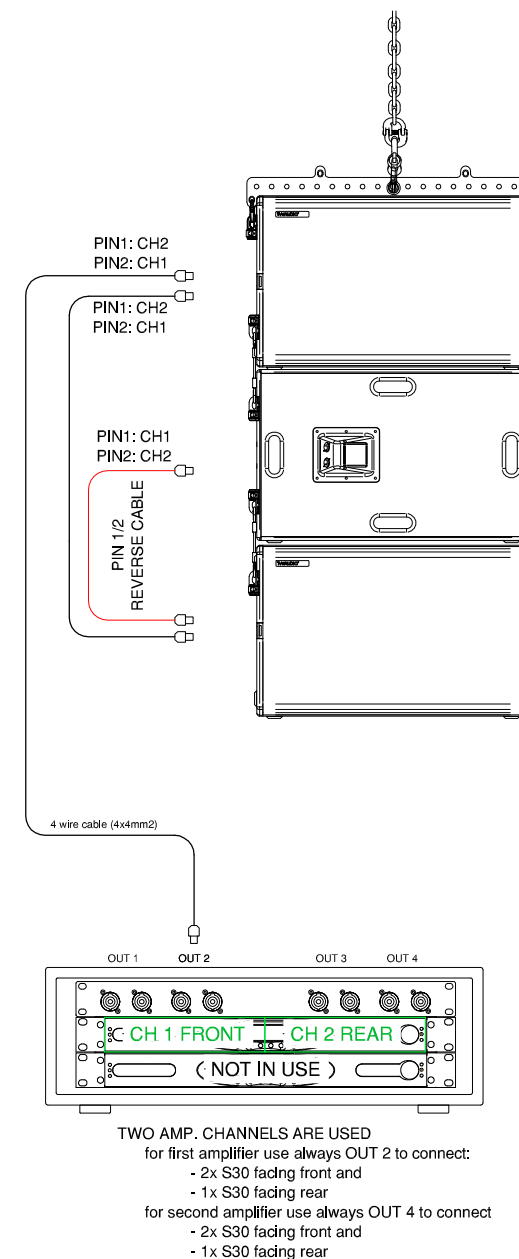 PIN1: CH2
PIN2: CH1
PIN1: CH2
PIN2: CH1
PIN1: CH1
PIN2: CH2
PIN 1/2
REVERSE CABLE
4 wire cable (4x4mm2)
OUT 1 OUT 2 OUT 3 OUT 4
CH 1 FRONT CH 2 REAR
( NOT IN USE )
TWO AMP. CHANNELS ARE USED
for first amplifier use always OUT 2 to connect:
- 2x S30 facing front and
- 1x S30 facing rear
for second amplifier use always OUT 4 to connect
- 2x S30 facing front and
- 1x S30 facing rear